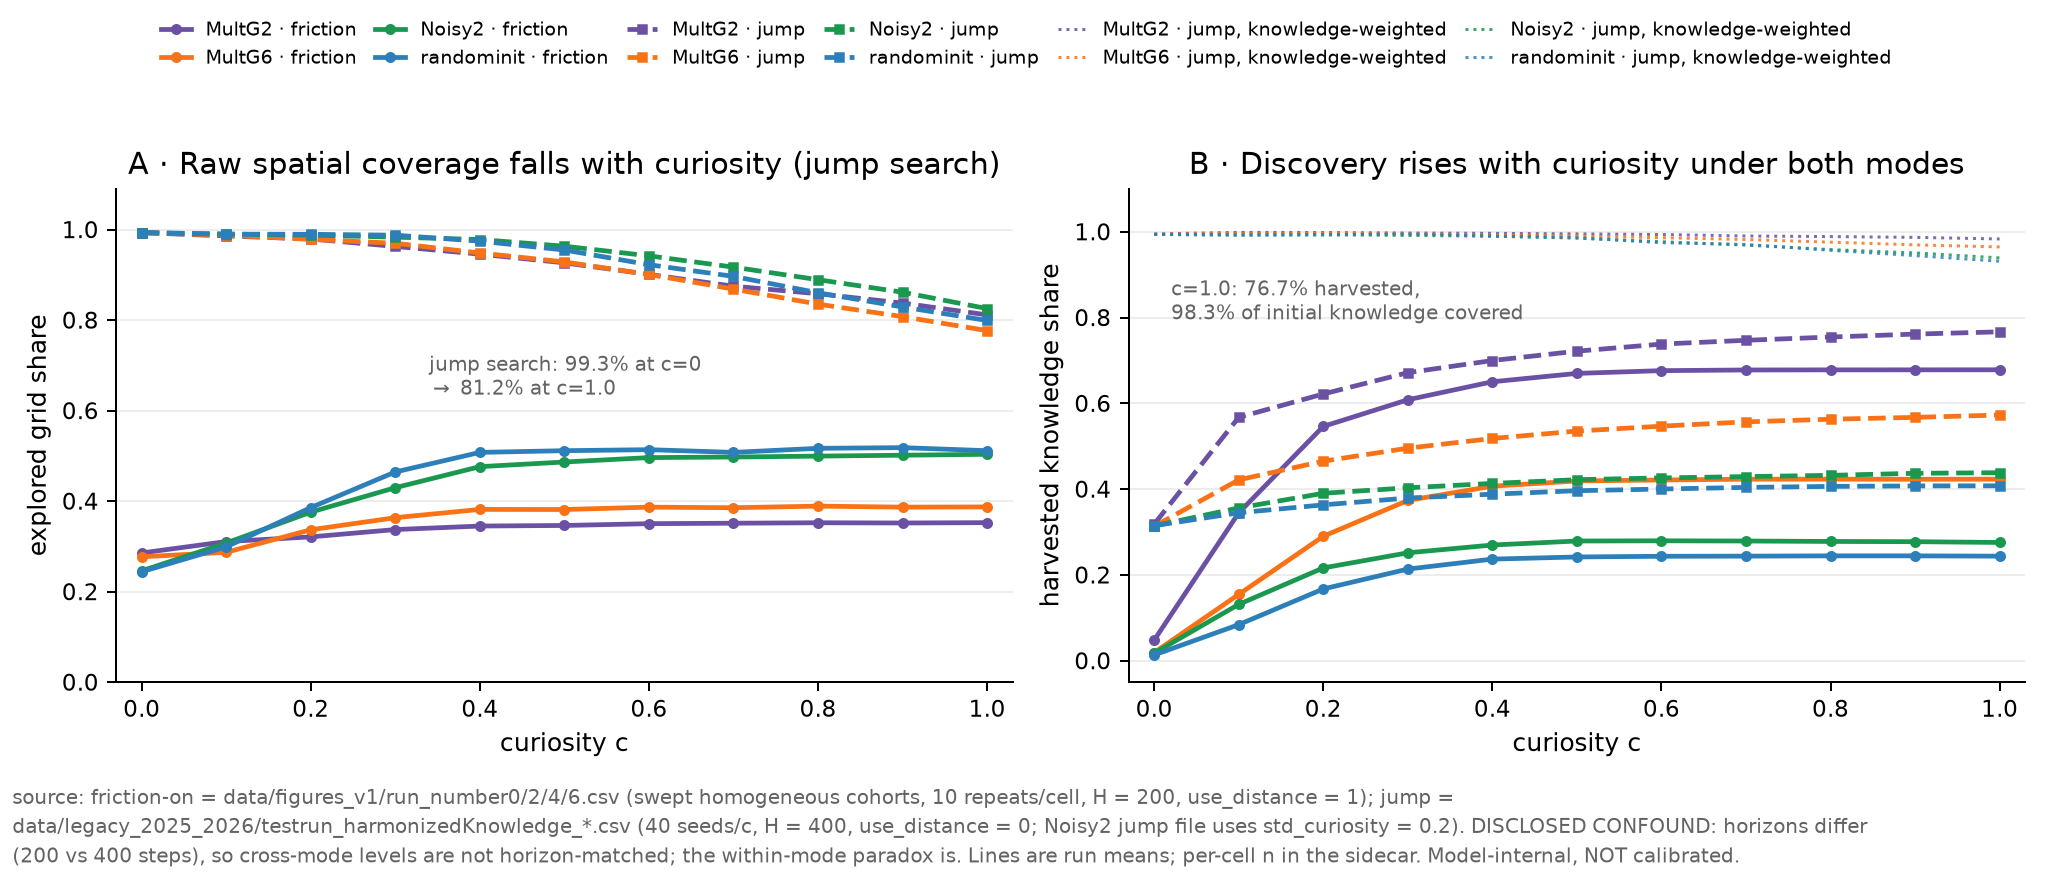 MultG2 · friction
Noisy2 · friction
MultG2 · jump
Noisy2 · jump
MultG2 · jump, knowledge-weighted
Noisy2 · jump, knowledge-weighted
MultG6 · friction
randominit · friction
MultG6 · jump
randominit · jump
MultG6 · jump, knowledge-weighted
randominit · jump, knowledge-weighted
A · Raw spatial coverage falls with curiosity (jump search)
explored grid share
1.0
0.8
0.6
0.4
0.2
0.0
jump search: 99.3% at c=0
→ 81.2% at c=1.0
0.0 0.2 0.4 0.6 0.8 1.0
curiosity c
B · Discovery rises with curiosity under both modes
harvested knowledge share
1.0
0.8
0.6
0.4
0.2
0.0
c=1.0: 76.7% harvested,
98.3% of initial knowledge covered
0.0 0.2 0.4 0.6 0.8 1.0
curiosity c
source: friction-on = data/figures_v1/run_number0/2/4/6.csv (swept homogeneous cohorts, 10 repeats/cell, H = 200, use_distance = 1); jump =
data/legacy_2025_2026/testrun_harmonizedKnowledge_*.csv (40 seeds/c, H = 400, use_distance = 0; Noisy2 jump file uses std_curiosity = 0.2). DISCLOSED CONFOUND: horizons differ
(200 vs 400 steps), so cross-mode levels are not horizon-matched; the within-mode paradox is. Lines are run means; per-cell n in the sidecar. Model-internal, NOT calibrated.